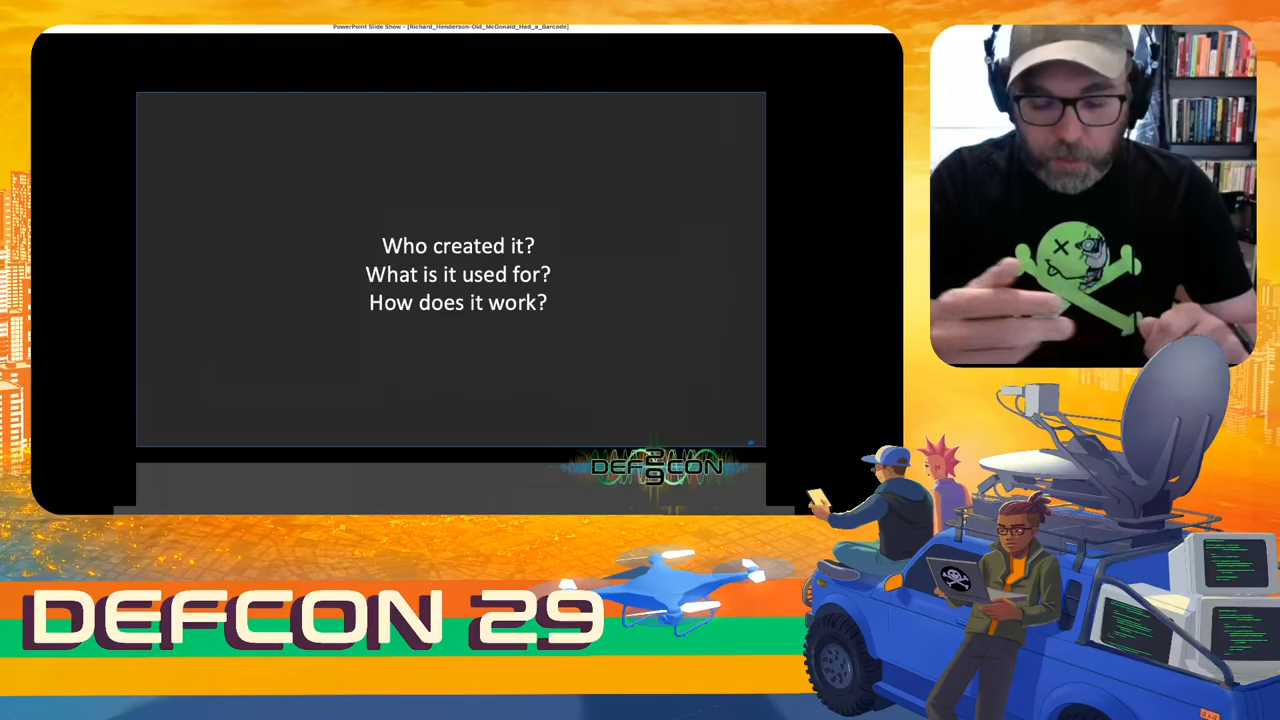 PowerPoint Slide Show - [Richard_Henderson-Old_McDonald_Had_a_Barcode]
Who created it?
What is it used for?
How does it work?
DEF CON
29
DEFCON 29